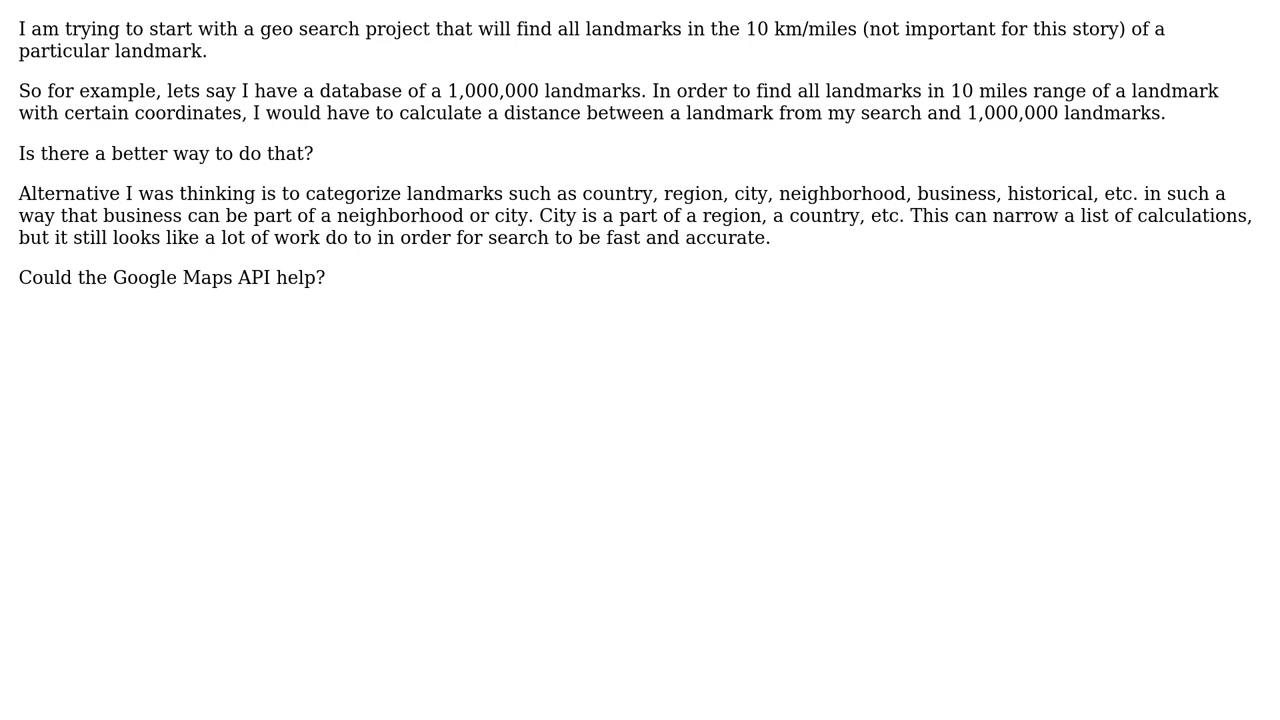 I am trying to start with a geo search project that will find all landmarks in the 10 km/miles (not important for this story) of a
particular landmark.
So for example, lets say I have a database of a 1,000,000 landmarks. In order to find all landmarks in 10 miles range of a landmark
with certain coordinates, I would have to calculate a distance between a landmark from my search and 1,000,000 landmarks.
Is there a better way to do that?
Alternative I was thinking is to categorize landmarks such as country, region, city, neighborhood, business, historical, etc. in such a
way that business can be part of a neighborhood or city. City is a part of a region, a country, etc. This can narrow a list of calculations,
but it still looks like a lot of work do to in order for search to be fast and accurate.
Could the Google Maps API help?